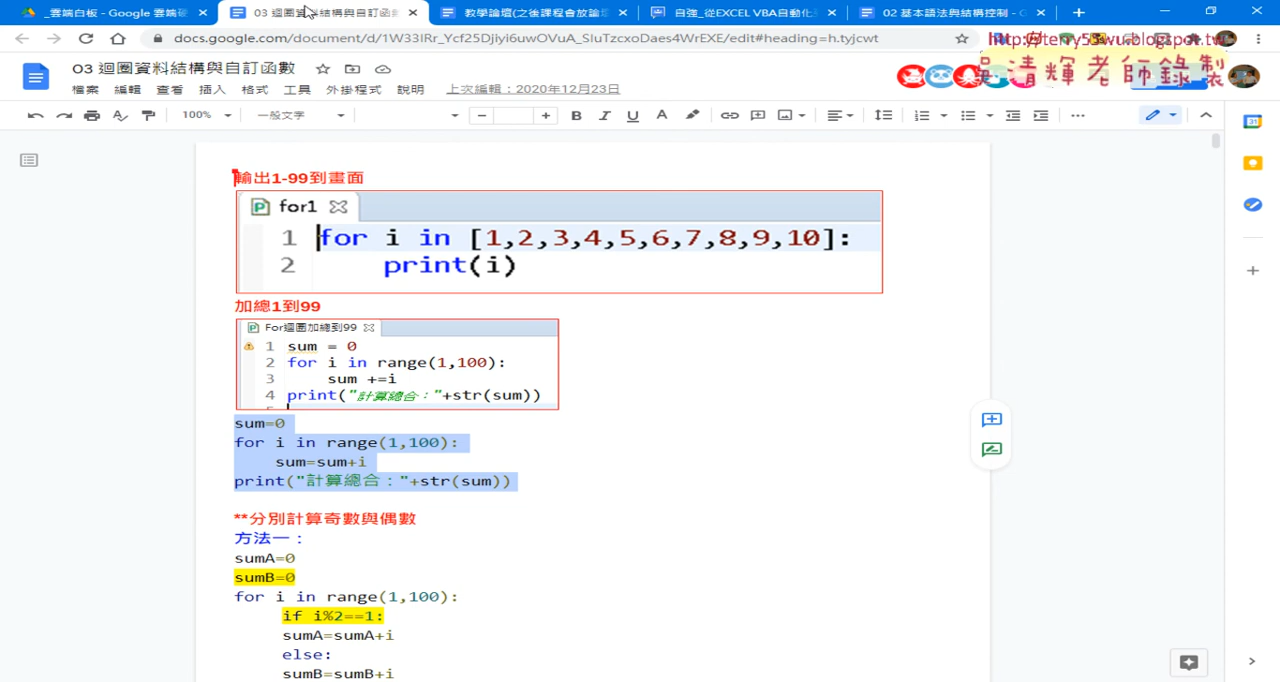 _雲端白板 - Google 雲端硬
03 迴圈資料結構與自訂函數
教學論壇(之後課程會放論壇
自強_從EXCEL VBA自動化
02 基本語法與結構控制 - G
docs.google.com/document/d/1W33IRr_Ycf25Djiyi6uwOVuA_SIuTzcxoDaes4WrEXE/edit#heading=h.tyjcwt
http://terry55wu.blogspot.tw
吳清輝老師錄製
03 迴圈資料結構與自訂函數
檔案 編輯 查看 插入 格式 工具 外掛程式 說明 上次編輯：2020年12月23日
100% 一般文字
輸出1-99到畫面
for1
1 for i in [1,2,3,4,5,6,7,8,9,10]:
2 print(i)
加總1到99
For迴圈加總到99
1 sum = 0
2 for i in range(1,100):
3 sum +=i
4 print("計算總合："+str(sum))
sum=0
for i in range(1,100):
sum=sum+i
print("計算總合："+str(sum))
**分別計算奇數與偶數
方法一：
sumA=0
sumB=0
for i in range(1,100):
if i%2==1:
sumA=sumA+i
else:
sumB=sumB+i